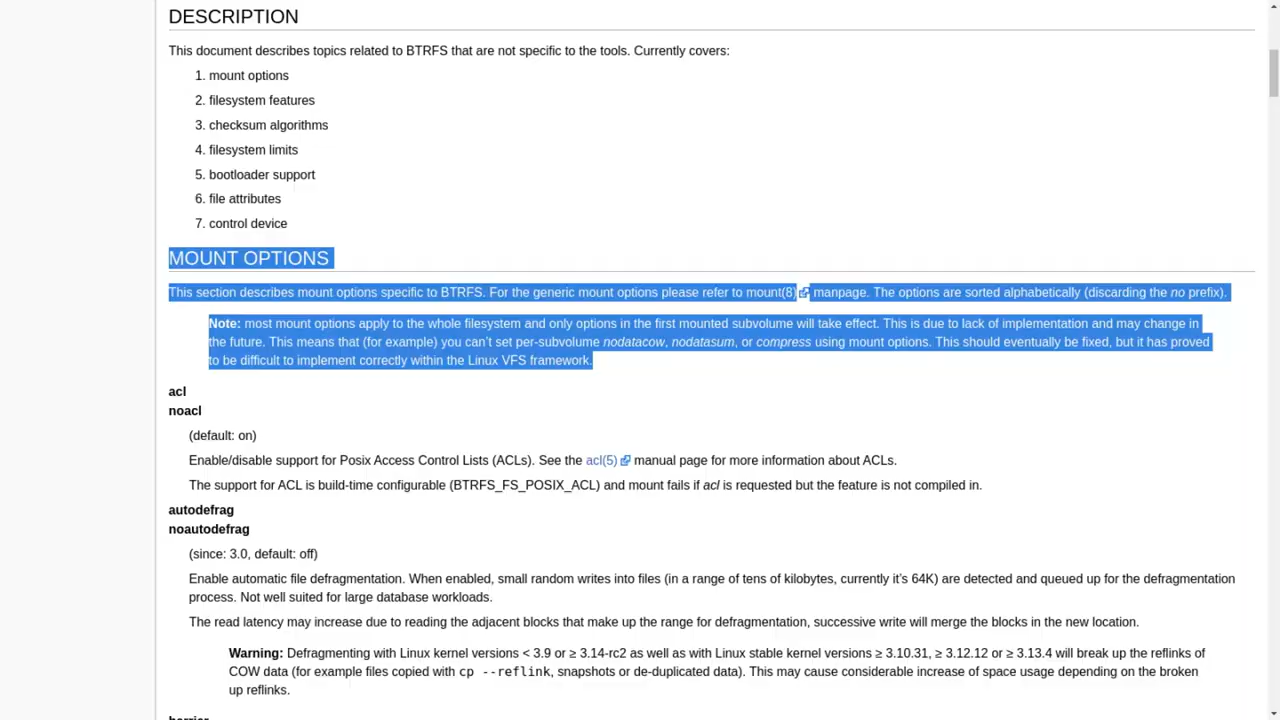 DESCRIPTION
This document describes topics related to BTRFS that are not specific to the tools. Currently covers:
1. mount options
2. filesystem features
3. checksum algorithms
4. filesystem limits
5. bootloader support
6. file attributes
7. control device
MOUNT OPTIONS
This section describes mount options specific to BTRFS. For the generic mount options please refer to mount(8) manpage. The options are sorted alphabetically (discarding the no prefix).
Note: most mount options apply to the whole filesystem and only options in the first mounted subvolume will take effect. This is due to lack of implementation and may change in
the future. This means that (for example) you can’t set per-subvolume nodatacow, nodatasum, or compress using mount options. This should eventually be fixed, but it has proved
to be difficult to implement correctly within the Linux VFS framework.
acl
noacl
(default: on)
Enable/disable support for Posix Access Control Lists (ACLs). See the acl(5) manual page for more information about ACLs.
The support for ACL is build-time configurable (BTRFS_FS_POSIX_ACL) and mount fails if acl is requested but the feature is not compiled in.
autodefrag
noautodefrag
(since: 3.0, default: off)
Enable automatic file defragmentation. When enabled, small random writes into files (in a range of tens of kilobytes, currently it’s 64K) are detected and queued up for the defragmentation
process. Not well suited for large database workloads.
The read latency may increase due to reading the adjacent blocks that make up the range for defragmentation, successive write will merge the blocks in the new location.
Warning: Defragmenting with Linux kernel versions < 3.9 or ≥ 3.14-rc2 as well as with Linux stable kernel versions ≥ 3.10.31, ≥ 3.12.12 or ≥ 3.13.4 will break up the reflinks of
COW data (for example files copied with cp --reflink, snapshots or de-duplicated data). This may cause considerable increase of space usage depending on the broken
up reflinks.
barrier